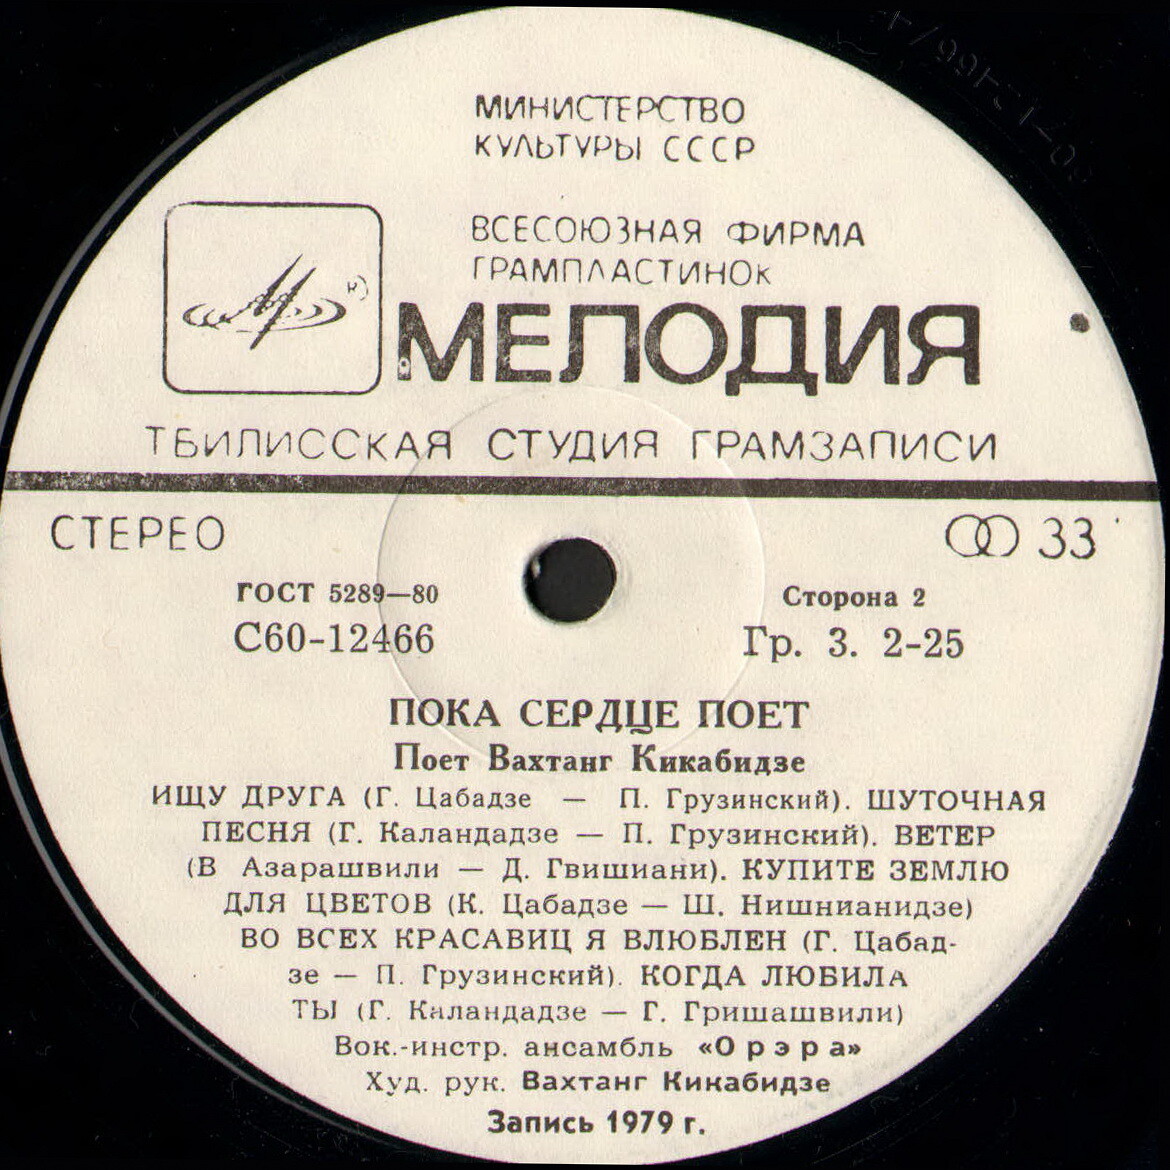 МИНИСТЕРСТВО
КУЛЬТУРЫ СССР
ВСЕСОЮЗНАЯ ФИРМА
ГРАМПЛАСТИНОК
МЕЛОДИЯ
ТБИЛИССКАЯ СТУДИЯ ГРАМЗАПИСИ
СТЕРЕО
33
ГОСТ 5289—80
Сторона 2
С60-12466
Гр. 3. 2-25
ПОКА СЕРДЦЕ ПОЕТ
Поет Вахтанг Кикабидзе
ИЩУ ДРУГА (Г. Цабадзе — П. Грузинский). ШУТОЧНАЯ
ПЕСНЯ (Г. Каландадзе — П. Грузинский). ВЕТЕР
(В Азарашвили — Д. Гвишиани). КУПИТЕ ЗЕМЛЮ
ДЛЯ ЦВЕТОВ (К. Цабадзе — Ш. Нишнианидзе)
ВО ВСЕХ КРАСАВИЦ Я ВЛЮБЛЕН (Г. Цабад-
зе — П. Грузинский). КОГДА ЛЮБИЛА
ТЫ (Г. Каландадзе — Г. Гришашвили)
Вок.-инстр. ансамбль «Орэра»
Худ. рук. Вахтанг Кикабидзе
Запись 1979 г.